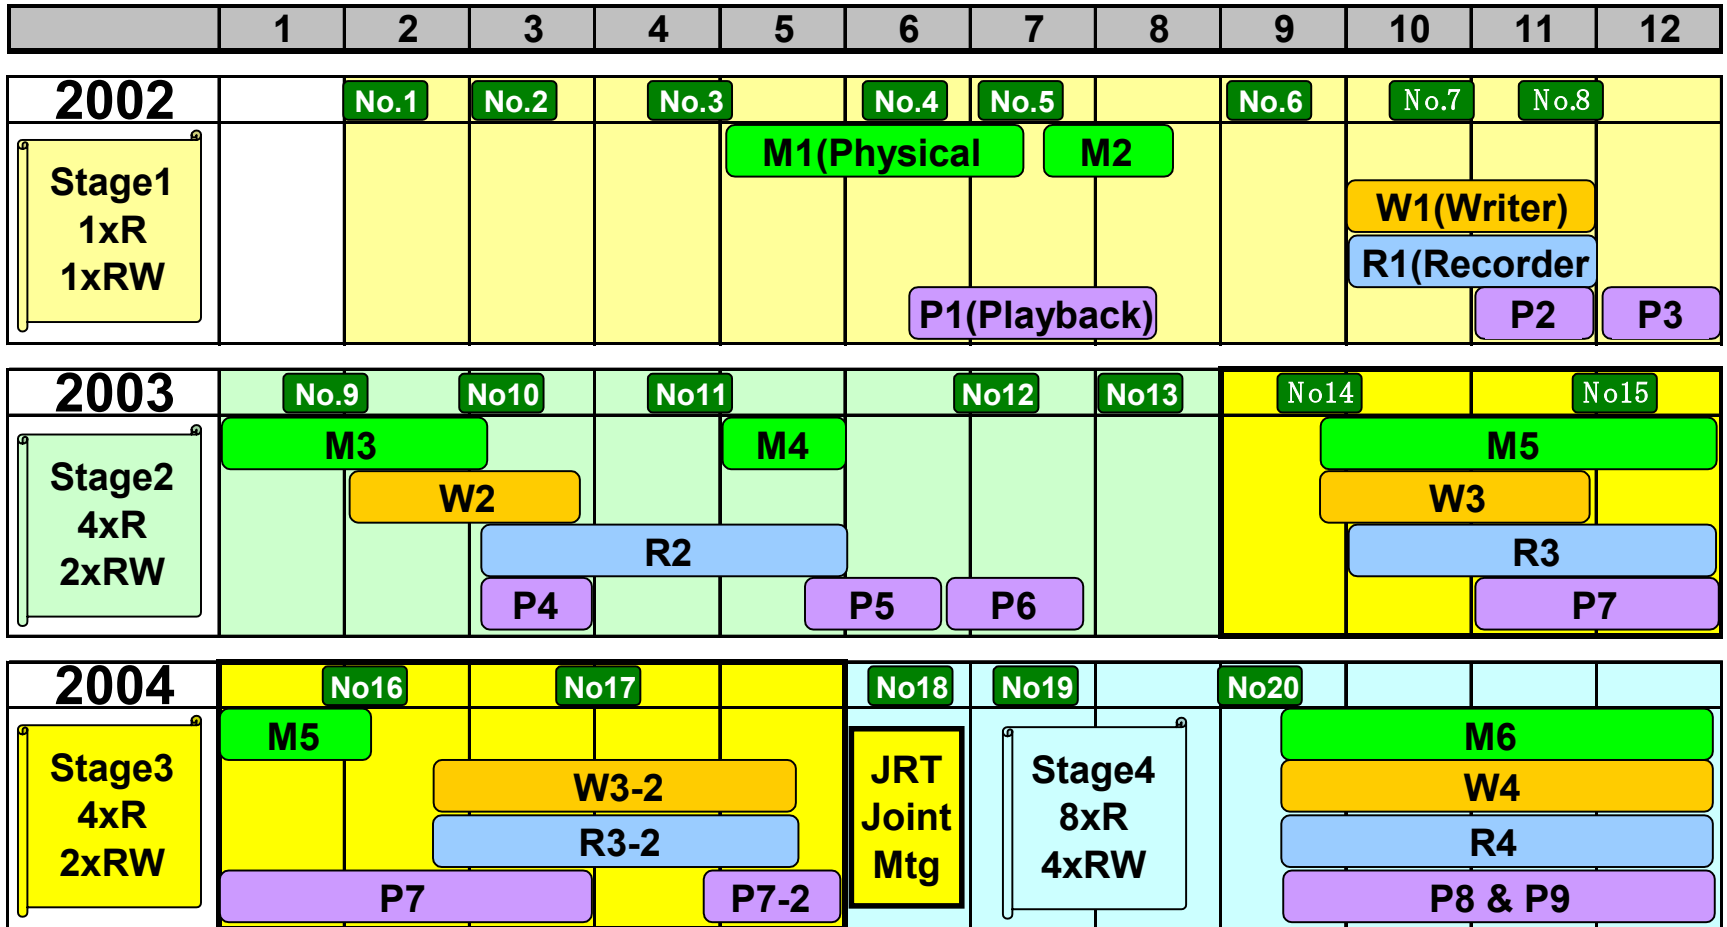 1 2 3 4 5 6 7 8 9 10 11 12
2002 No.1 No.2 No.3 No.4 No.5 No.6 No.7 No.8
M1(Physical M2
Stage1
1xR
1xRW
W1(Writer)
R1(Recorder
P1(Playback) P2 P3
2003 No.9 No10 No11 No12 No13 No14 No15
M3 M4 M5
Stage2
4xR
2xRW
W2 W3
R2 R3
P4 P5 P6 P7
2004 No16 No17 No18 No19 No20
M5 M6
Stage3
4xR
2xRW
W3-2 W4
R3-2 R4
P7 P7-2 P8 & P9
JRT
Joint
Mtg
Stage4
8xR
4xRW